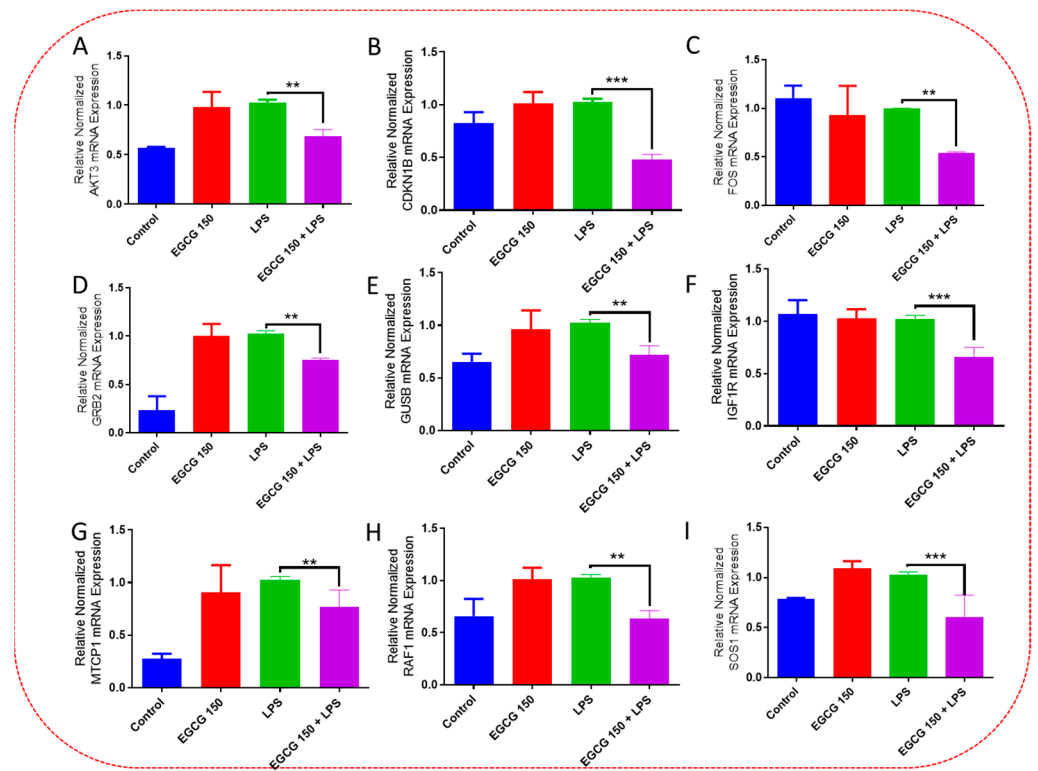 A
Relative Normalized
AKT3 mRNA Expression
1.5
1.0
0.5
0.0
**
Control
EGCG 150
LPS
EGCG 150 + LPS
B
Relative Normalized
CDKN1B mRNA Expression
1.5
1.0
0.5
0.0
***
Control
EGCG 150
LPS
EGCG 150 + LPS
C
Relative Normalized
FOS mRNA Expression
1.5
1.0
0.5
0.0
**
Control
EGCG 150
LPS
EGCG 150 + LPS
D
Relative Normalized
GRB2 mRNA Expression
1.5
1.0
0.5
0.0
**
Control
EGCG 150
LPS
EGCG 150 + LPS
E
Relative Normalized
GUSB mRNA Expression
1.5
1.0
0.5
0.0
**
Control
EGCG 150
LPS
EGCG 150 + LPS
F
Relative Normalized
IGF1R mRNA Expression
1.5
1.0
0.5
0.0
***
Control
EGCG 150
LPS
EGCG 150 + LPS
G
Relative Normalized
MTCP1 mRNA Expression
1.5
1.0
0.5
0.0
**
Control
EGCG 150
LPS
EGCG 150 + LPS
H
Relative Normalized
RAF1 mRNA Expression
1.5
1.0
0.5
0.0
**
Control
EGCG 150
LPS
EGCG 150 + LPS
I
Relative Normalized
SOS1 mRNA Expression
1.5
1.0
0.5
0.0
***
Control
EGCG 150
LPS
EGCG 150 + LPS